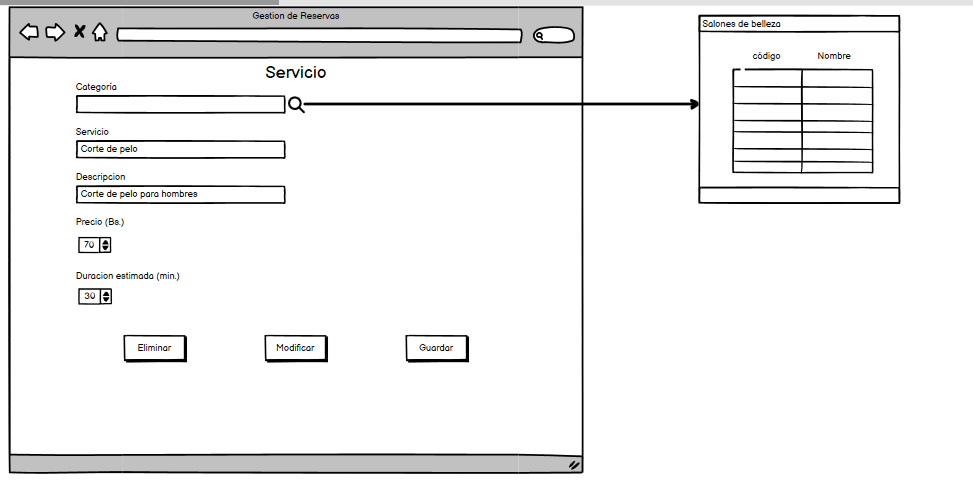 Gestion de Reservas
Servicio
Categoría
Servicio
Corte de pelo
Descripcion
Corte de pelo para hombres
Precio (Bs.)
70
Duracion estimada (min.)
30
Eliminar
Modificar
Guardar
Salones de belleza
código Nombre